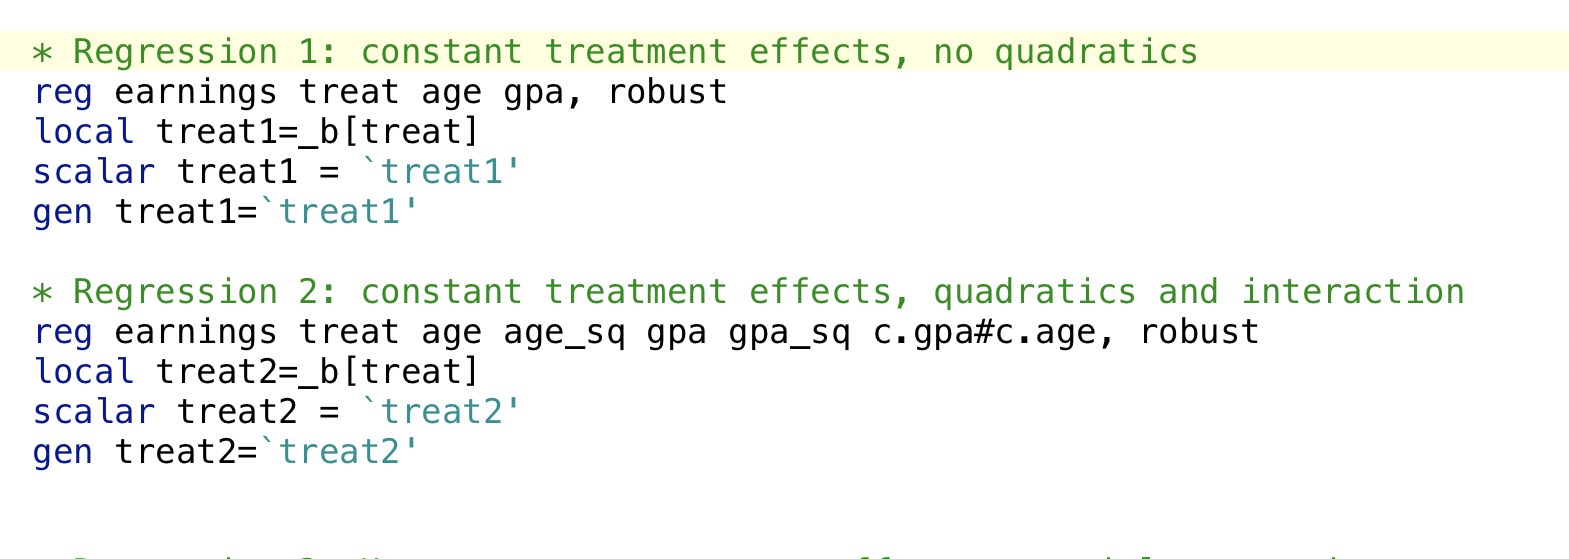 * Regression 1: constant treatment effects, no quadratics
reg earnings treat age gpa, robust
local treat1=_b[treat]
scalar treat1 = `treat1'
gen treat1=`treat1'
* Regression 2: constant treatment effects, quadratics and interaction
reg earnings treat age age_sq gpa gpa_sq c.gpa#c.age, robust
local treat2=_b[treat]
scalar treat2 = `treat2'
gen treat2=`treat2'